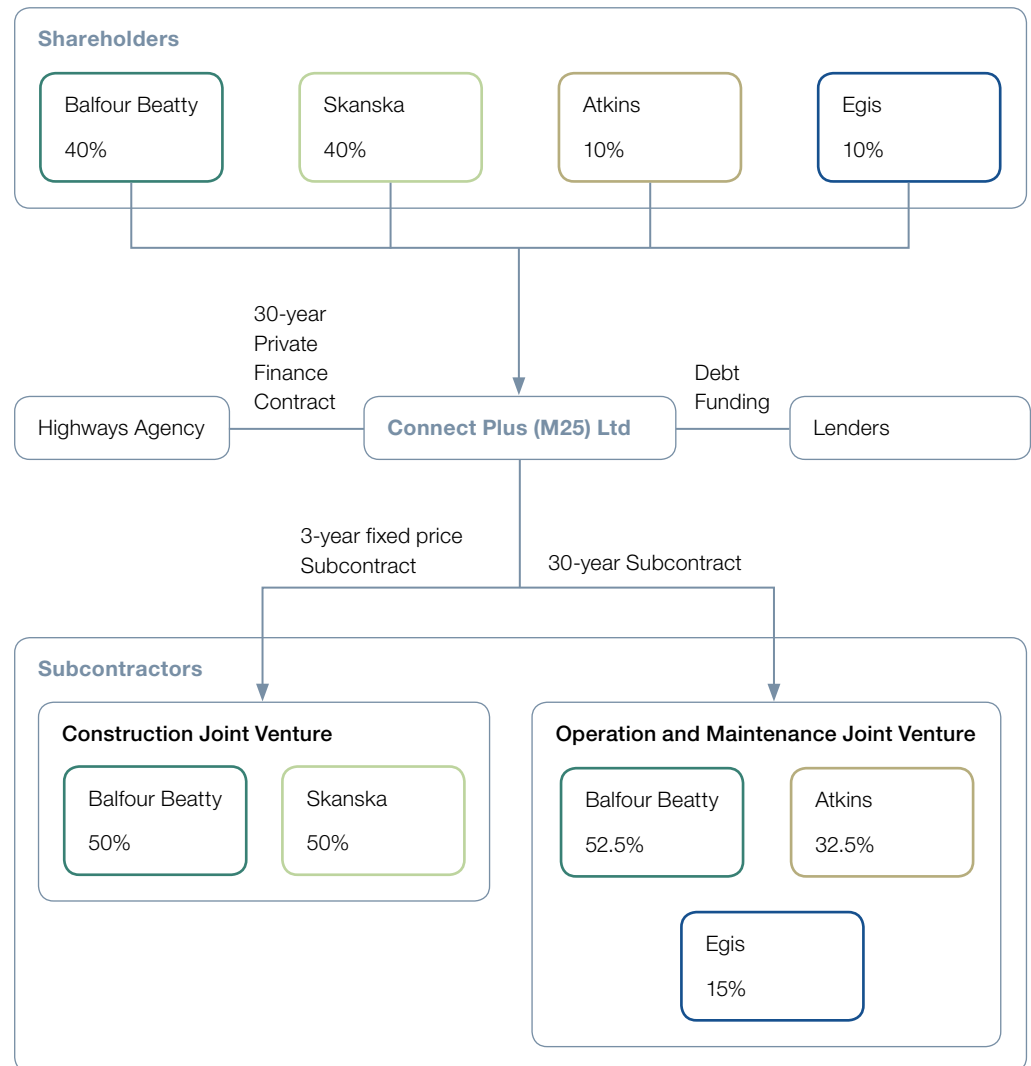 Shareholders
Balfour Beatty
40%
Skanska
40%
Atkins
10%
Egis
10%
30-year
Private
Finance
Contract
Debt
Funding
Highways Agency
Connect Plus (M25) Ltd
Lenders
3-year fixed price
Subcontract
30-year Subcontract
Subcontractors
Construction Joint Venture
Balfour Beatty
50%
Skanska
50%
Operation and Maintenance Joint Venture
Balfour Beatty
52.5%
Atkins
32.5%
Egis
15%